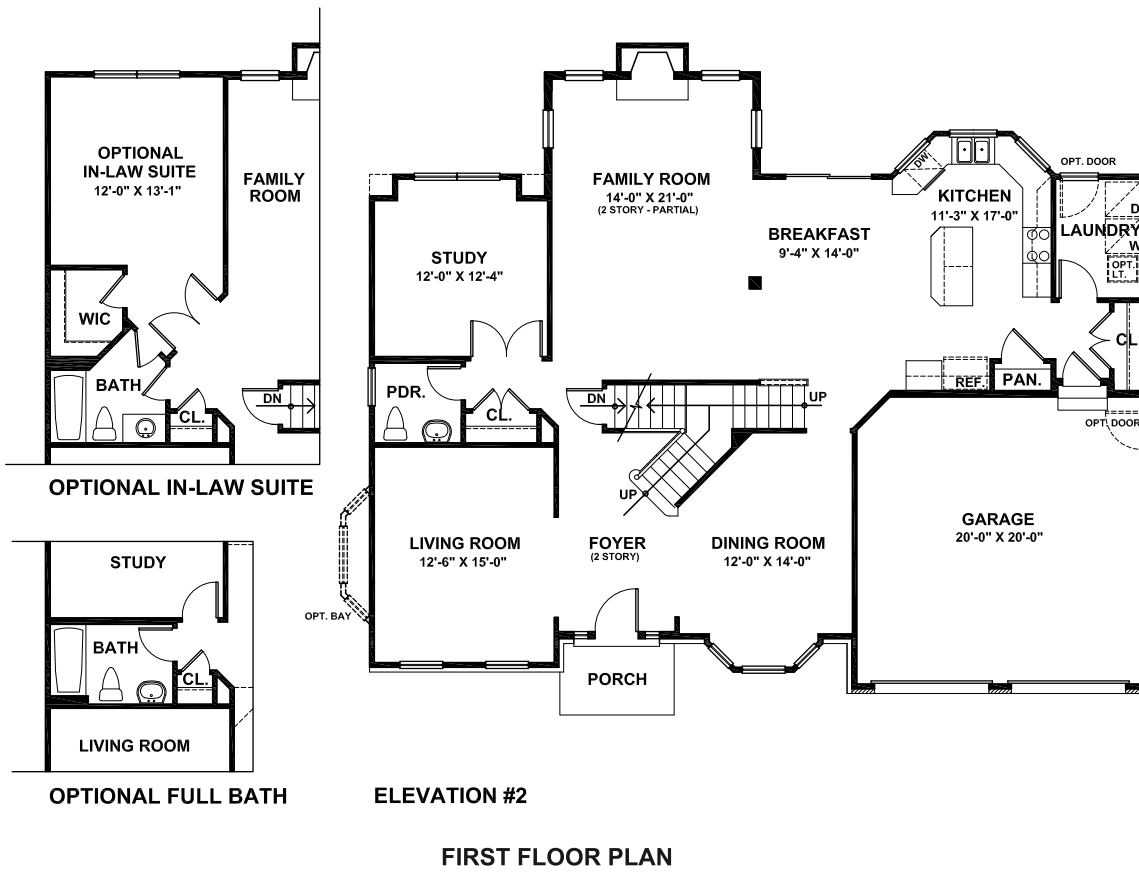 OPTIONAL
IN-LAW SUITE
12'-0" X 13'-1"
FAMILY
ROOM
WIC
BATH
CL.
DN
OPTIONAL IN-LAW SUITE
STUDY
BATH
CL.
LIVING ROOM
OPTIONAL FULL BATH
FAMILY ROOM
14'-0" X 21'-0"
(2 STORY - PARTIAL)
STUDY
12'-0" X 12'-4"
BREAKFAST
9'-4" X 14'-0"
DW.
KITCHEN
11'-3" X 17'-0"
OPT. DOOR
D
LAUNDRY
W
OPT.
LT.
CL
REF.
PAN.
OPT. DOOR
PDR.
CL.
DN
UP
UP
LIVING ROOM
12'-6" X 15'-0"
FOYER
(2 STORY)
DINING ROOM
12'-0" X 14'-0"
GARAGE
20'-0" X 20'-0"
OPT. BAY
PORCH
ELEVATION #2
FIRST FLOOR PLAN